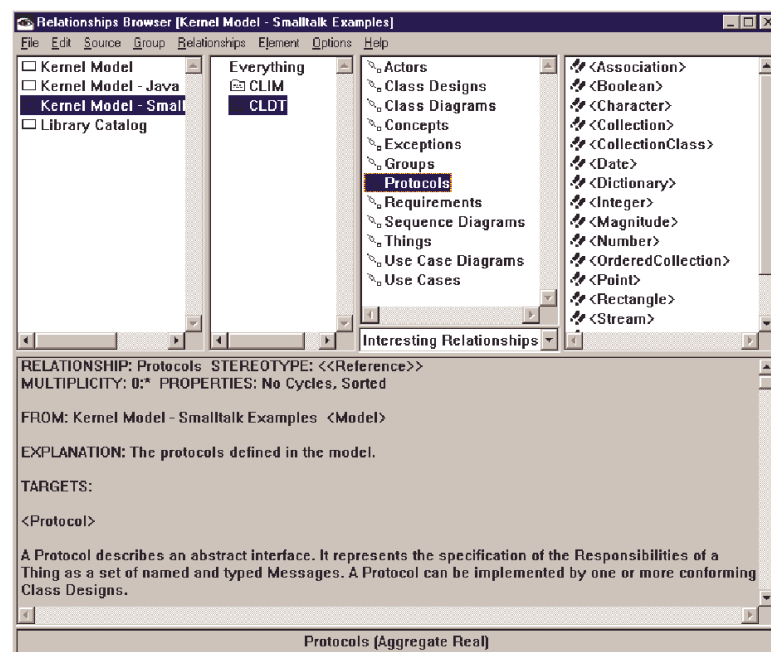 Relationships Browser [Kernel Model - Smalltalk Examples]
File Edit Source Group Relationships Element Options Help
Kernel Model
Kernel Model - Java
Kernel Model - Small
Library Catalog
Everything
CLIM
CLDT
Actors
Class Designs
Class Diagrams
Concepts
Exceptions
Groups
Protocols
Requirements
Sequence Diagrams
Things
Use Case Diagrams
Use Cases
Interesting Relationships
<Association>
<Boolean>
<Character>
<Collection>
<CollectionClass>
<Date>
<Dictionary>
<Integer>
<Magnitude>
<Number>
<OrderedCollection>
<Point>
<Rectangle>
<Stream>
RELATIONSHIP: Protocols STEREOTYPE: <<Reference>>
MULTIPLICITY: 0:* PROPERTIES: No Cycles, Sorted
FROM: Kernel Model - Smalltalk Examples <Model>
EXPLANATION: The protocols defined in the model.
TARGETS:
<Protocol>
A Protocol describes an abstract interface. It represents the specification of the Responsibilities of a
Thing as a set of named and typed Messages. A Protocol can be implemented by one or more conforming
Class Designs.
Protocols (Aggregate Real)